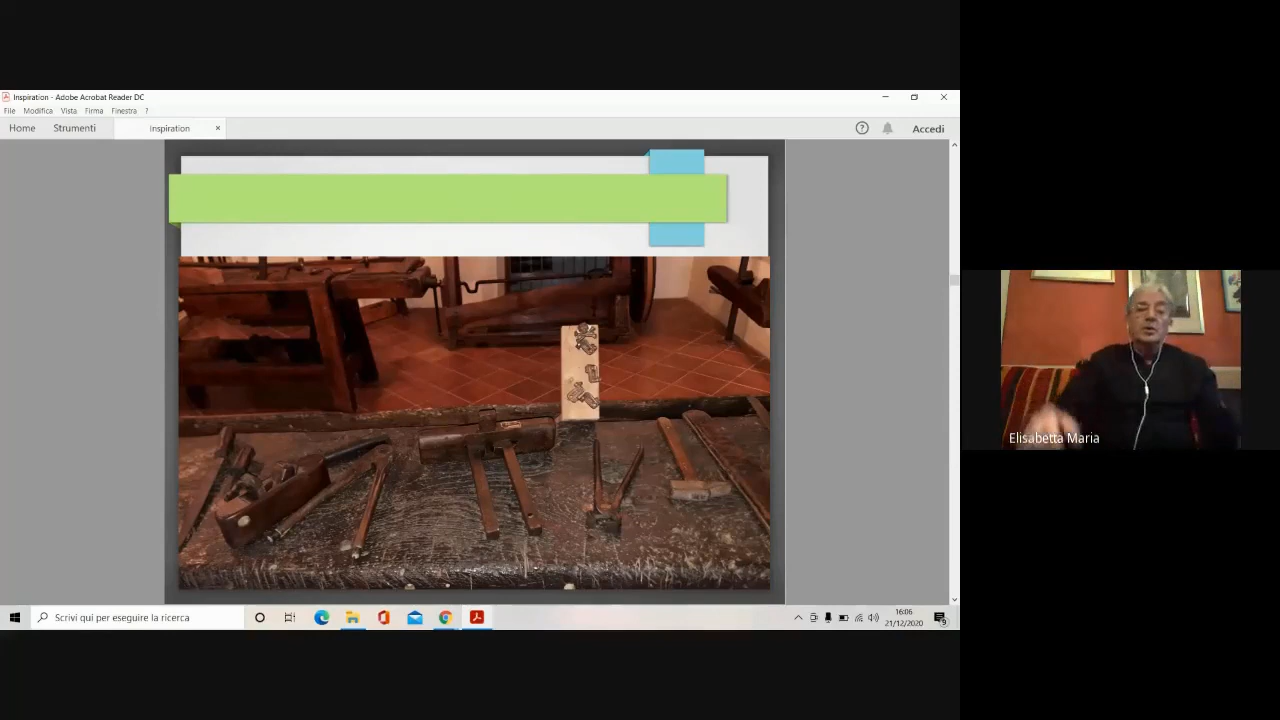 Inspiration - Adobe Acrobat Reader DC
File Modifica Vista Firma Finestra ?
Home Strumenti Inspiration × Accedi
Elisabetta Maria
Scrivi qui per eseguire la ricerca
16:06
21/12/2020
9